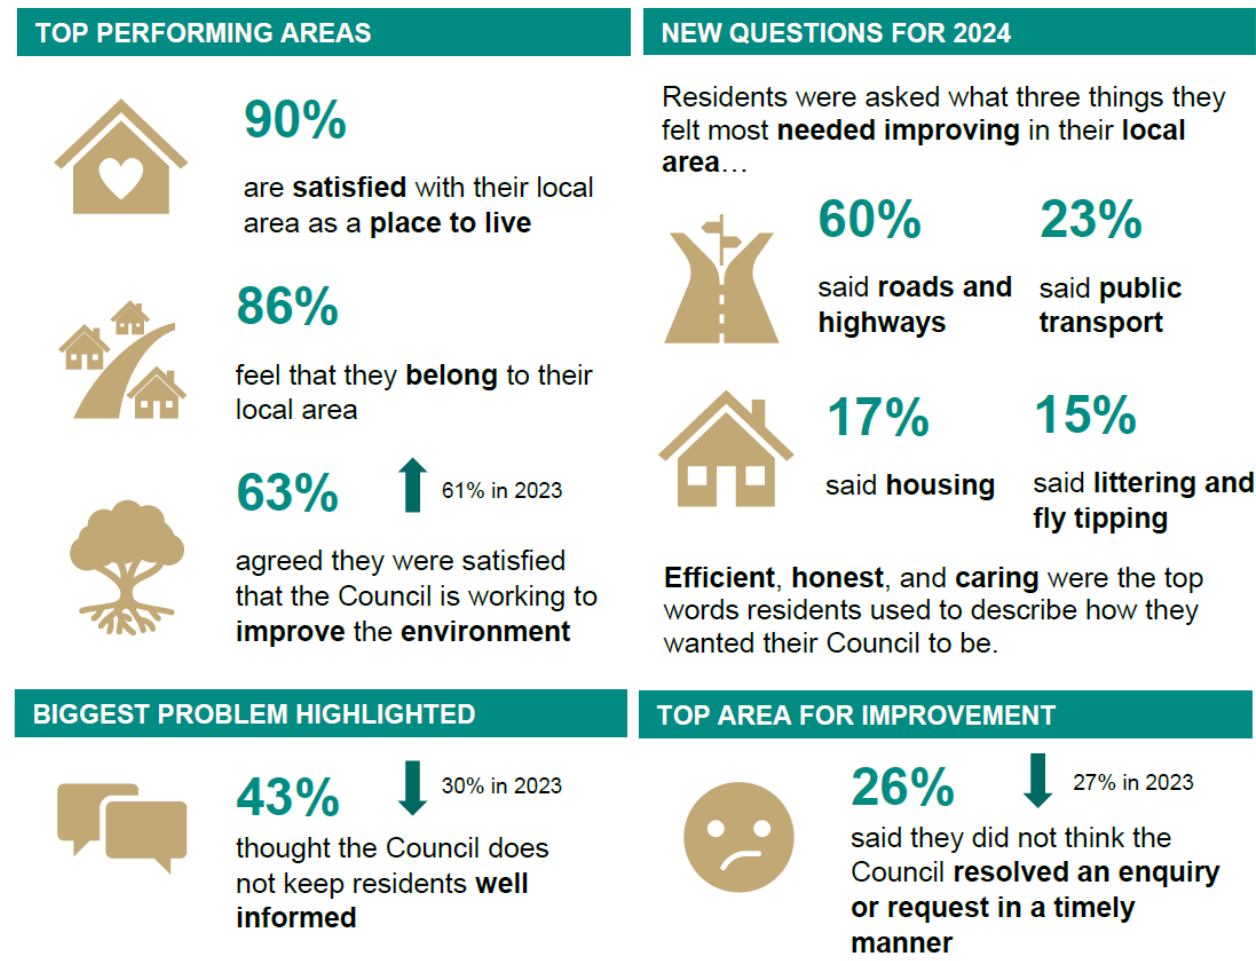 TOP PERFORMING AREAS
90%
are satisfied with their local
area as a place to live
86%
feel that they belong to their
local area
63%
61% in 2023
agreed they were satisfied
that the Council is working to
improve the environment
NEW QUESTIONS FOR 2024
Residents were asked what three things they
felt most needed improving in their local
area…
60%
said roads and
highways
23%
said public
transport
17%
said housing
15%
said littering and
fly tipping
Efficient, honest, and caring were the top
words residents used to describe how they
wanted their Council to be.
BIGGEST PROBLEM HIGHLIGHTED
43%
30% in 2023
thought the Council does
not keep residents well
informed
TOP AREA FOR IMPROVEMENT
26%
27% in 2023
said they did not think the
Council resolved an enquiry
or request in a timely
manner